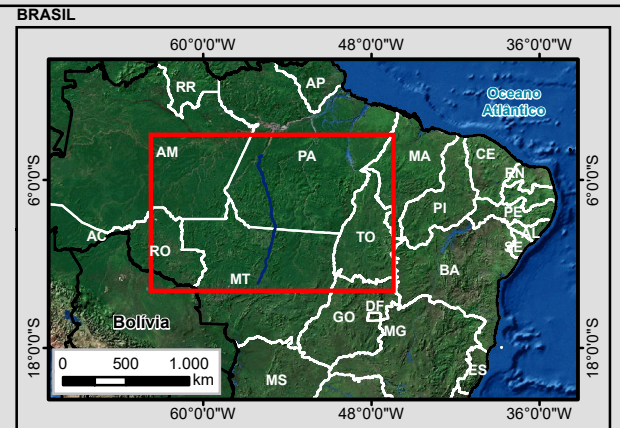 BRASIL
60°0'0"W 48°0'0"W 36°0'0"W
RR
AP
Oceano
Atlântico
AM
PA
MA
CE
RN
6°0'0"S
6°0'0"S
PI
PE
AL
AC
RO
TO
SE
MT
BA
Bolívia
GO
DF
MG
18°0'0"S
18°0'0"S
0 500 1.000
km
MS
ES
60°0'0"W 48°0'0"W 36°0'0"W